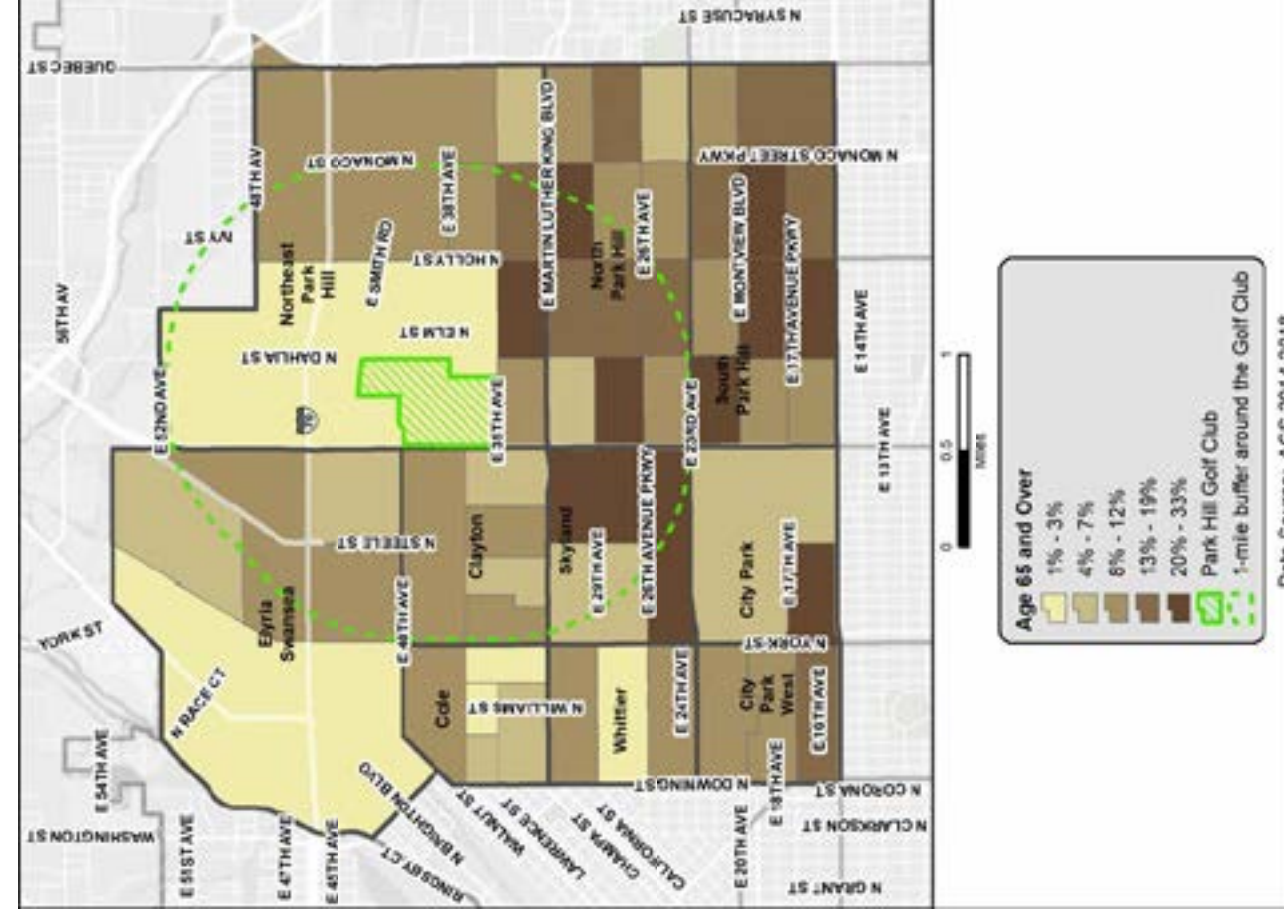 N SYRACUSE ST
QUEBEC ST
56TH AV
48TH AV
IVY ST
N MONACO ST
E 38TH AVE
E MARTIN LUTHER KING BLVD
N MONACO STREET PKWY
E SMITH RD
N HOLLY ST
E 26TH AVE
E MONTVIEW BLVD
E 17TH AVENUE PKWY
Northeast
Park
Hill
North
Park Hill
N ELM ST
N DAHLIA ST
E 14TH AVE
South
Park Hill
E 52ND AVE
70
E 35TH AVE
E 23RD AVE
E 13TH AVE
E 26TH AVENUE PKWY
N STEELE ST
Clayton
Skyland
E 29TH AVE
City Park
E 17TH AVE
Elyria
Swansea
E 40TH AVE
YORK ST
N YORK ST
N RACE CT
Cole
N WILLIAMS ST
Whittier
E 24TH AVE
City
Park
West
E 16TH AVE
E 54TH AVE
N DOWNING ST
E 18TH AVE
N CORONA ST
N BRIGHTON BLVD
WALNUT ST
LAWRENCE ST
CHAMPA ST
CALIFORNIA ST
WASHINGTON ST
E 51ST AVE
E 47TH AVE
E 45TH AVE
RINGSBY CT
E 20TH AVE
N CLARKSON ST
N GRANT ST
0 0.5 1
Miles
Age 65 and Over
1% - 3%
4% - 7%
8% - 12%
13% - 19%
20% - 33%
Park Hill Golf Club
1-mile buffer around the Golf Club